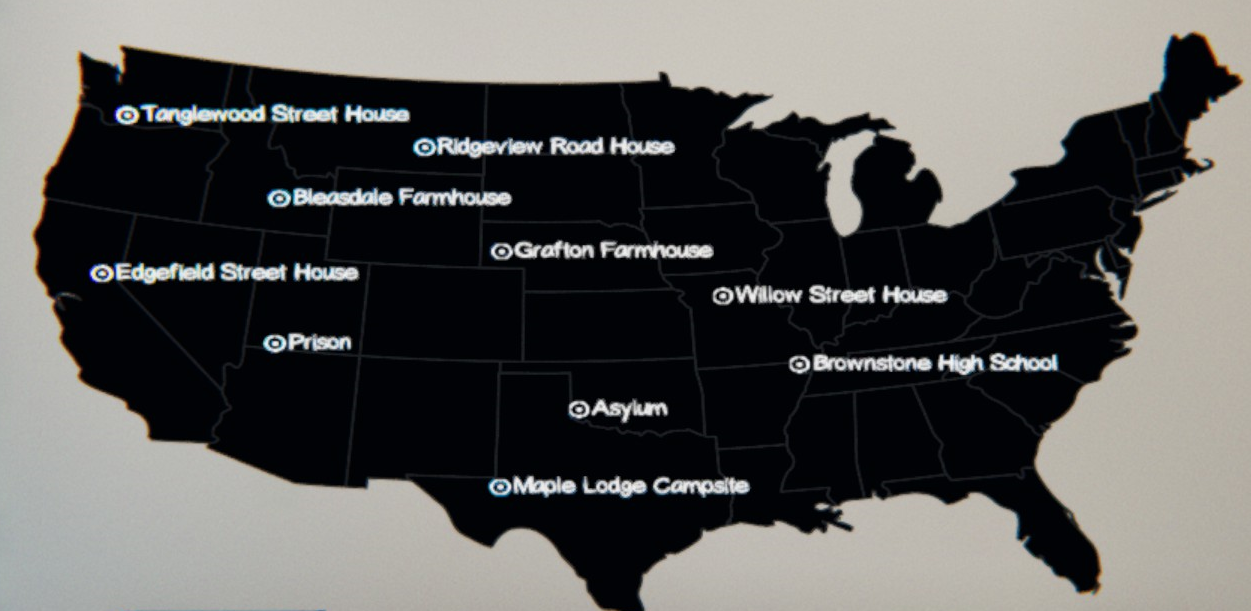 Tanglewood Street House
Ridgeview Road House
Bleasdale Farmhouse
Grafton Farmhouse
Edgefield Street House
Willow Street House
Prison
Brownstone High School
Asylum
Maple Lodge Campsite